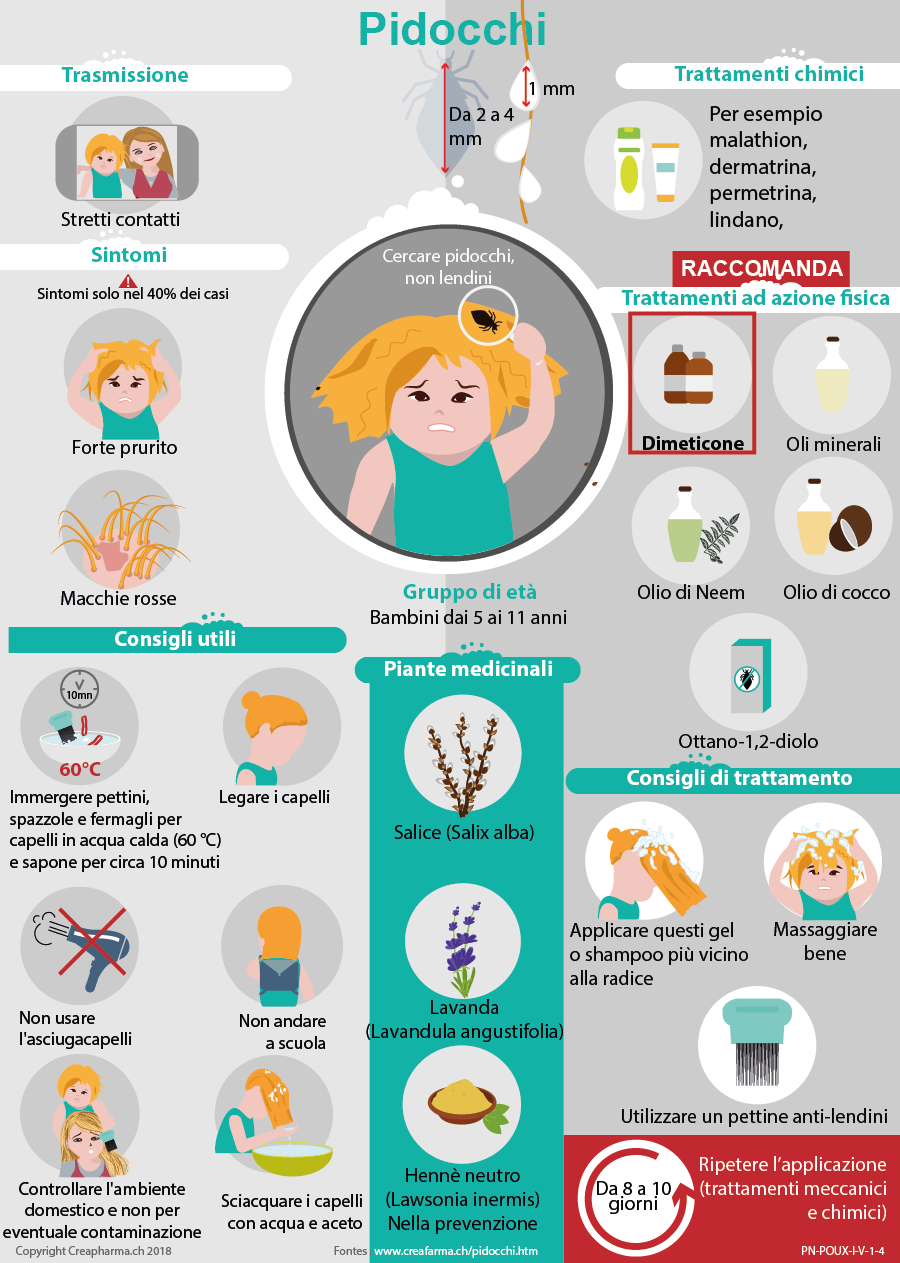 Pidocchi
Trasmissione
Stretti contatti
Sintomi
Sintomi solo nel 40% dei casi
Forte prurito
Macchie rosse
Da 2 a 4
mm
1 mm
Cercare pidocchi,
non lendini
Gruppo di età
Bambini dai 5 ai 11 anni
Trattamenti chimici
Per esempio
malathion,
dermatrina,
permetrina,
lindano,
RACCOMANDA
Trattamenti ad azione fisica
Dimeticone
Oli minerali
Olio di Neem
Olio di cocco
Ottano-1,2-diolo
Consigli utili
10mn
60°C
Immergere pettini,
spazzole e fermagli per
capelli in acqua calda (60 °C)
e sapone per circa 10 minuti
Legare i capelli
Non usare
l'asciugacapelli
Non andare
a scuola
Controllare l'ambiente
domestico e non per
eventuale contaminazione
Sciacquare i capelli
con acqua e aceto
Piante medicinali
Salice (Salix alba)
Lavanda
(Lavandula angustifolia)
Hennè neutro
(Lawsonia inermis)
Nella prevenzione
Consigli di trattamento
Applicare questi gel
o shampoo più vicino
alla radice
Massaggiare
bene
Utilizzare un pettine anti-lendini
Da 8 a 10
giorni
Ripetere l'applicazione
(trattamenti meccanici
e chimici)
Copyright Creapharma.ch 2018
Fontes www.creafarma.ch/pidocchi.htm
PN-POUX-I-V-1-4